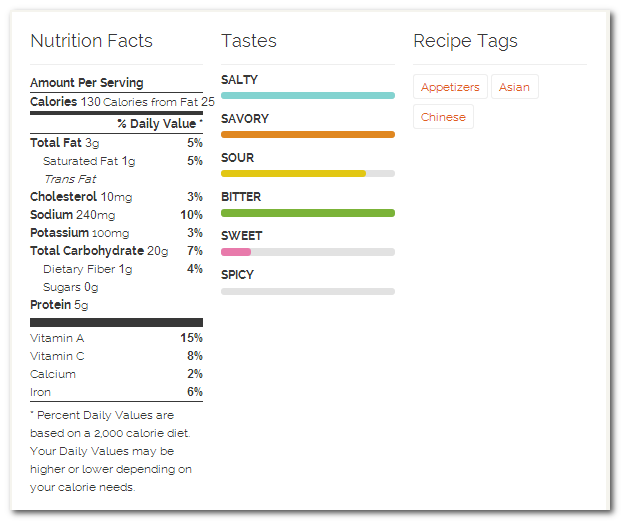 Nutrition Facts
Amount Per Serving
Calories 130 Calories from Fat 25
% Daily Value *
Total Fat 3g 5%
Saturated Fat 1g 5%
Trans Fat
Cholesterol 10mg 3%
Sodium 240mg 10%
Potassium 100mg 3%
Total Carbohydrate 20g 7%
Dietary Fiber 1g 4%
Sugars 0g
Protein 5g
Vitamin A 15%
Vitamin C 8%
Calcium 2%
Iron 6%
* Percent Daily Values are
based on a 2,000 calorie diet.
Your Daily Values may be
higher or lower depending on
your calorie needs.
Tastes
SALTY
SAVORY
SOUR
BITTER
SWEET
SPICY
Recipe Tags
Appetizers Asian
Chinese